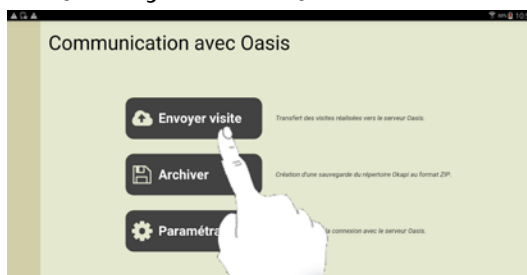 Communication avec Oasis
Envoyer visite
Transfert des visites réalisées vers le serveur Oasis.
Archiver
Création d'une sauvegarde du répertoire Okapi au format ZIP.
Paramétra
la connexion avec le serveur Oasis.